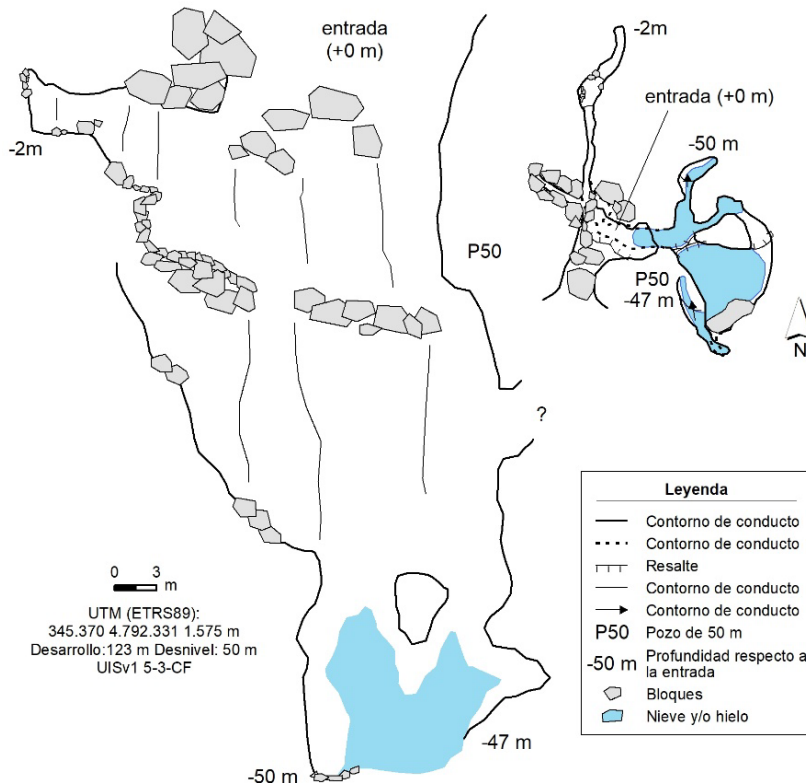 entrada
(+0 m)
-2m
entrada (+0 m)
-50 m
-2m
P50
P50
-47 m
N
?
0 3
m
UTM (ETRS89):
345.370 4.792.331 1.575 m
Desarrollo:123 m Desnivel: 50 m
UISv1 5-3-CF
-50 m
-47 m
Leyenda
Contorno de conducto
Contorno de conducto
Resalte
Contorno de conducto
Contorno de conducto
P50 Pozo de 50 m
-50 m Profundidad respecto a
la entrada
Bloques
Nieve y/o hielo